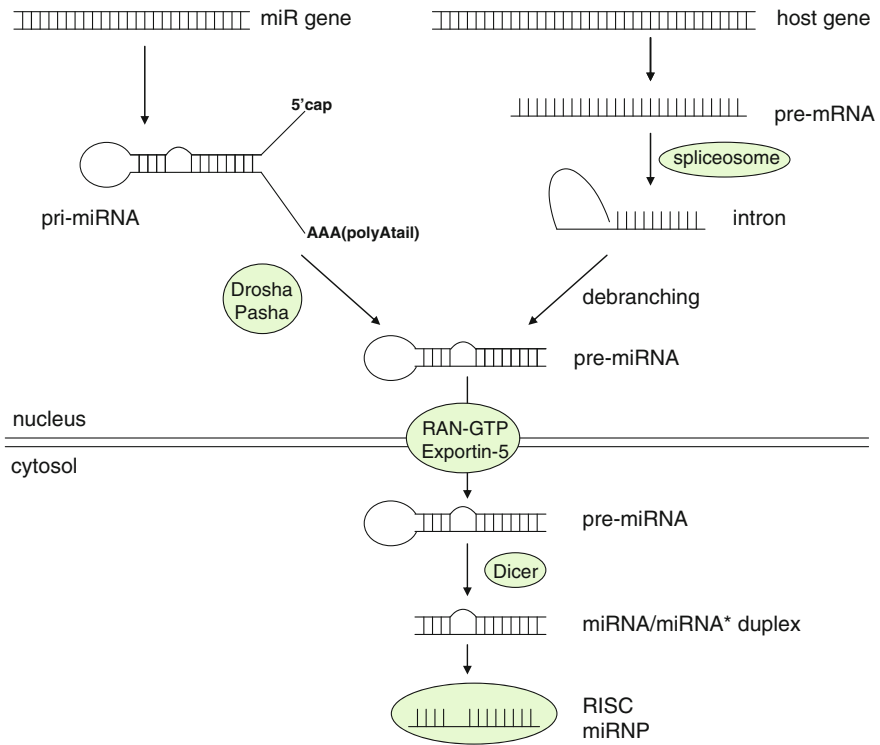 miR gene
host gene
5'cap
pre-mRNA
spliceosome
pri-miRNA
AAA(polyAtail)
intron
Drosha
Pasha
debranching
pre-miRNA
nucleus
RAN-GTP
Exportin-5
cytosol
pre-miRNA
Dicer
miRNA/miRNA* duplex
RISC
miRNP